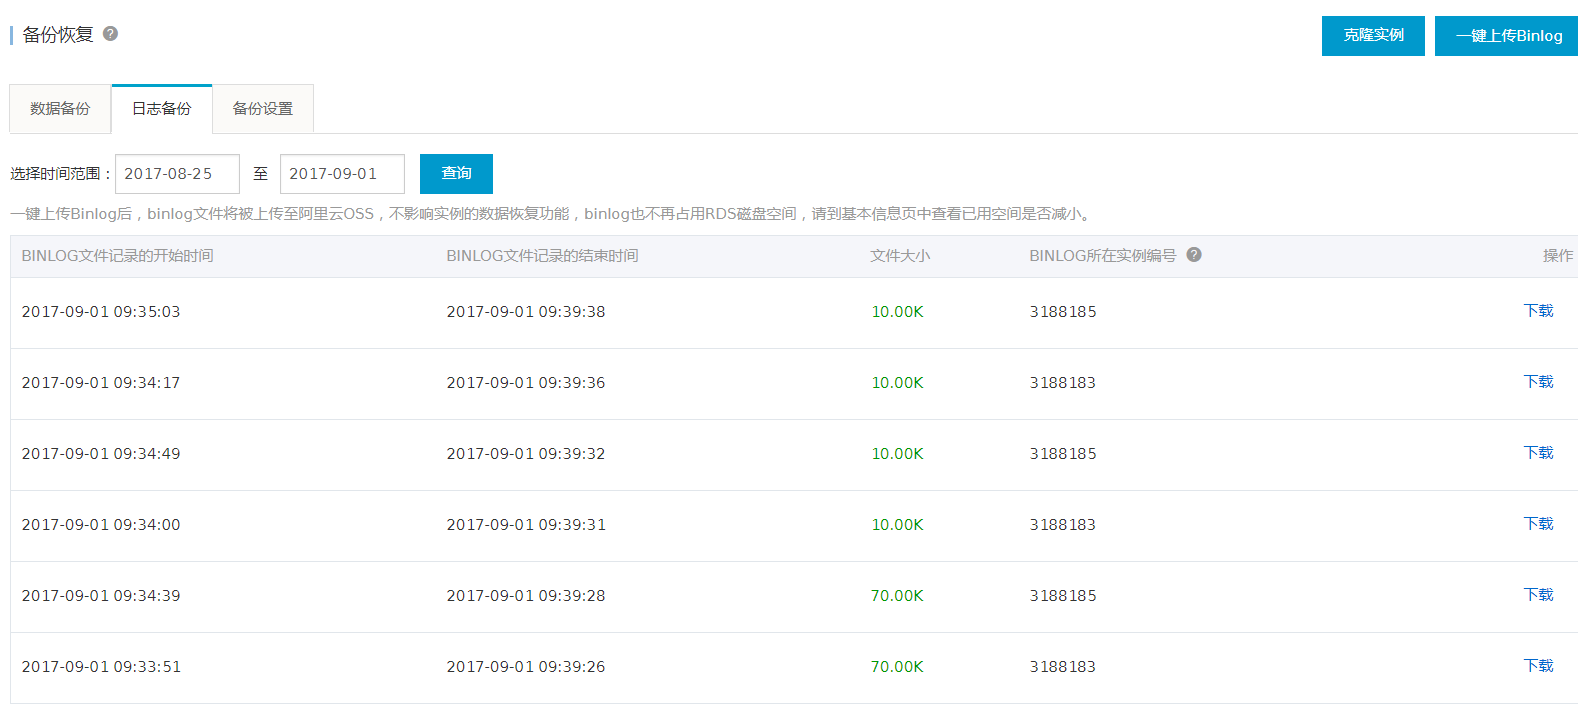 备份恢复 ?
克隆实例 一键上传Binlog
数据备份 日志备份 备份设置
选择时间范围： 2017-08-25 至 2017-09-01 查询
一键上传Binlog后，binlog文件将被上传至阿里云OSS，不影响实例的数据恢复功能，binlog也不再占用RDS磁盘空间，请到基本信息页中查看已用空间是否减小。
BINLOG文件记录的开始时间 BINLOG文件记录的结束时间 文件大小 BINLOG所在实例编号 ? 操作
2017-09-01 09:35:03 2017-09-01 09:39:38 10.00K 3188185 下载
2017-09-01 09:34:17 2017-09-01 09:39:36 10.00K 3188183 下载
2017-09-01 09:34:49 2017-09-01 09:39:32 10.00K 3188185 下载
2017-09-01 09:34:00 2017-09-01 09:39:31 10.00K 3188183 下载
2017-09-01 09:34:39 2017-09-01 09:39:28 70.00K 3188185 下载
2017-09-01 09:33:51 2017-09-01 09:39:26 70.00K 3188183 下载